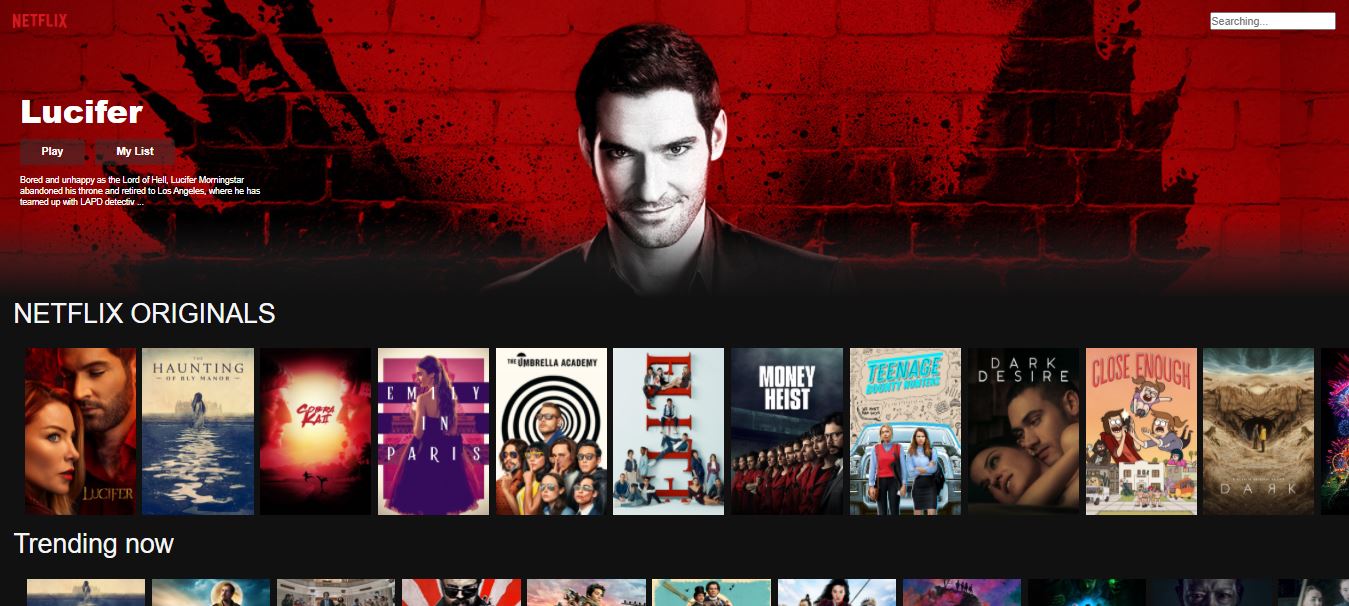 NETFLIX
Searching...
Lucifer
Play
My List
Bored and unhappy as the Lord of Hell, Lucifer Morningstar
abandoned his throne and retired to Los Angeles, where he has
teamed up with LAPD detectiv ...
NETFLIX ORIGINALS
LUCIFER
THE
HAUNTING
OF BLY MANOR
COBRA
KAI
EMILY
IN
PARIS
THE UMBRELLA ACADEMY
ELITE
MONEY
HEIST
TEENAGE
BOUNTY HUNTERS
DARK
DESIRE
CLOSE ENOUGH
DARK
Trending now